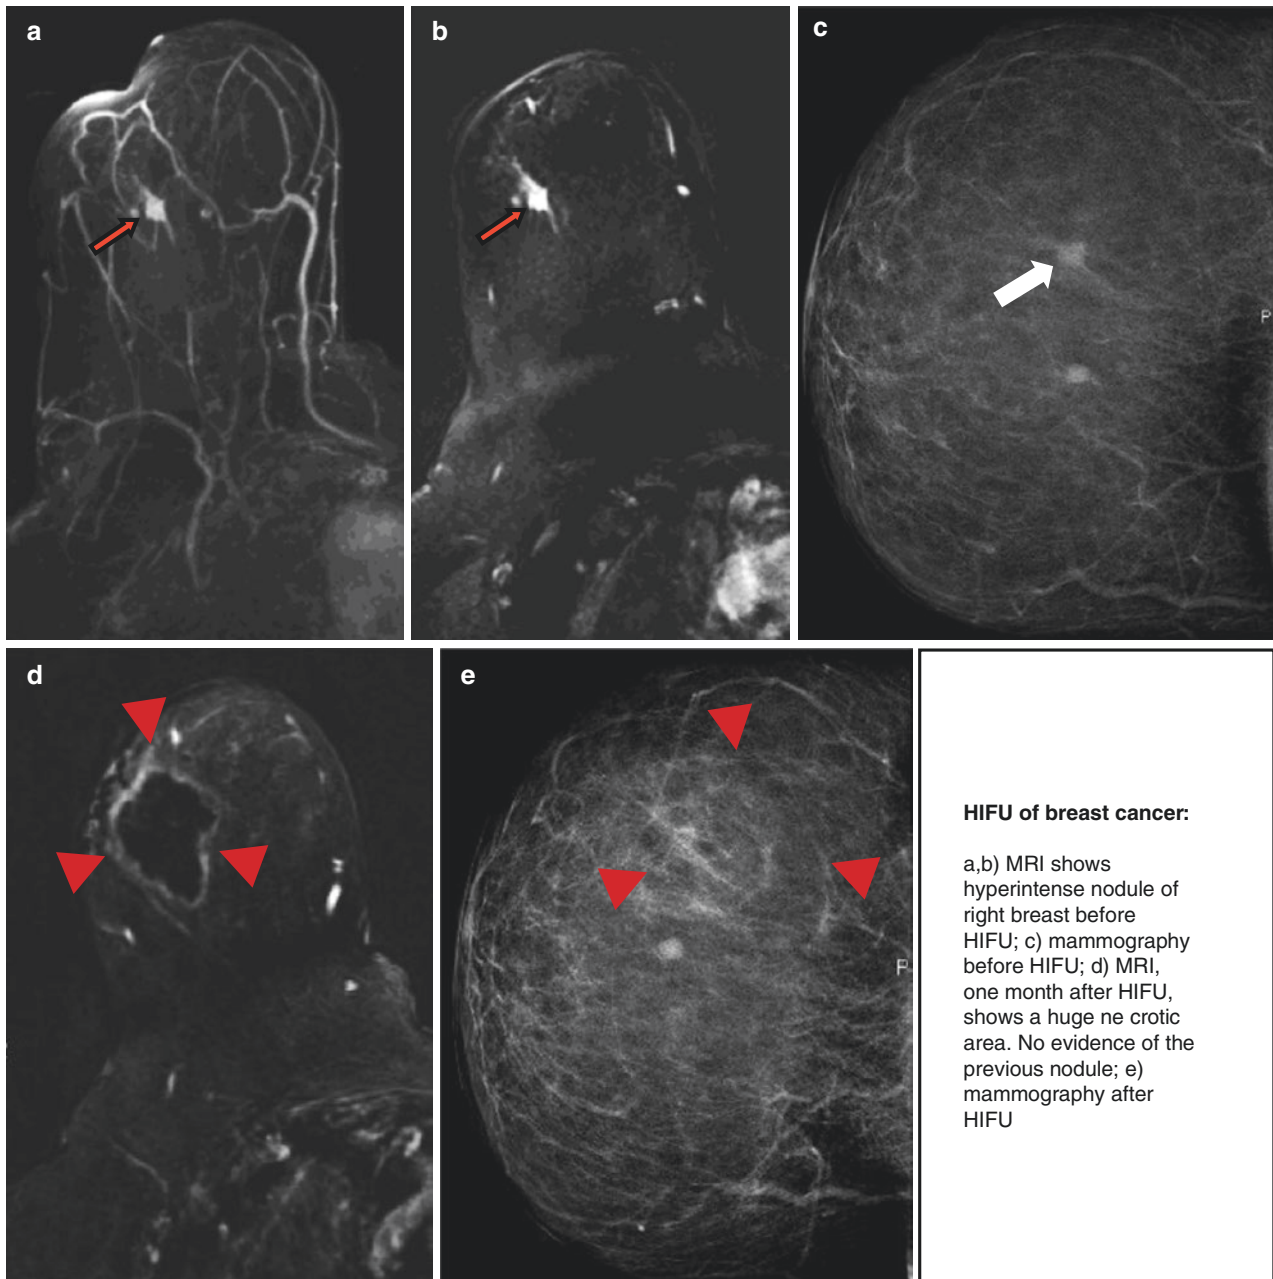 a
b
c
P
d
e
P
HIFU of breast cancer:
a,b) MRI shows
hyperintense nodule of
right breast before
HIFU; c) mammography
before HIFU; d) MRI,
one month after HIFU,
shows a huge ne crotic
area. No evidence of the
previous nodule; e)
mammography after
HIFU